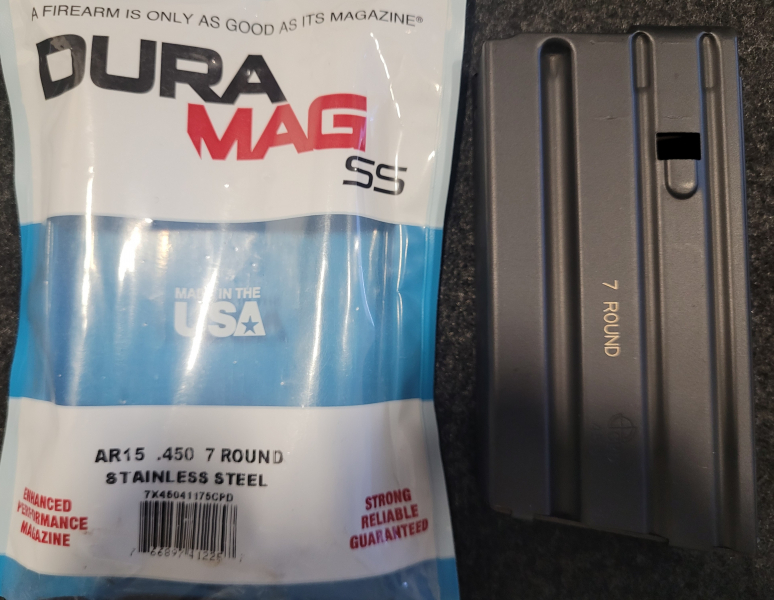 A FIREARM IS ONLY AS GOOD AS ITS MAGAZINE®
DURA
MAG
SS
MADE IN THE
USA
AR15 .450 7 ROUND
STAINLESS STEEL
7X45041175CPD
ENHANCED
PERFORMANCE
MAGAZINE
STRONG
RELIABLE
GUARANTEED
7 ROUND